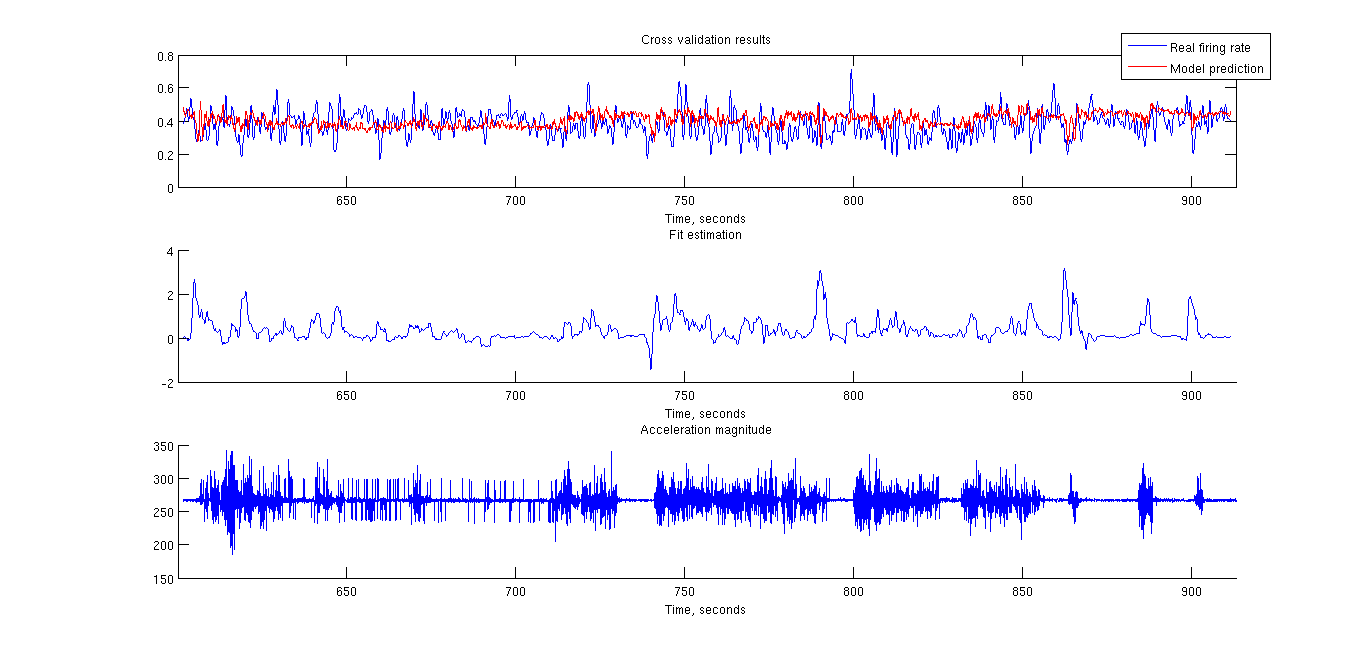 Cross validation results
Real firing rate
Model prediction
0.8
0.6
0.4
0.2
0
650 700 750 800 850 900
Time, seconds
Fit estimation
4
2
0
-2
650 700 750 800 850 900
Time, seconds
Acceleration magnitude
350
300
250
200
150
650 700 750 800 850 900
Time, seconds